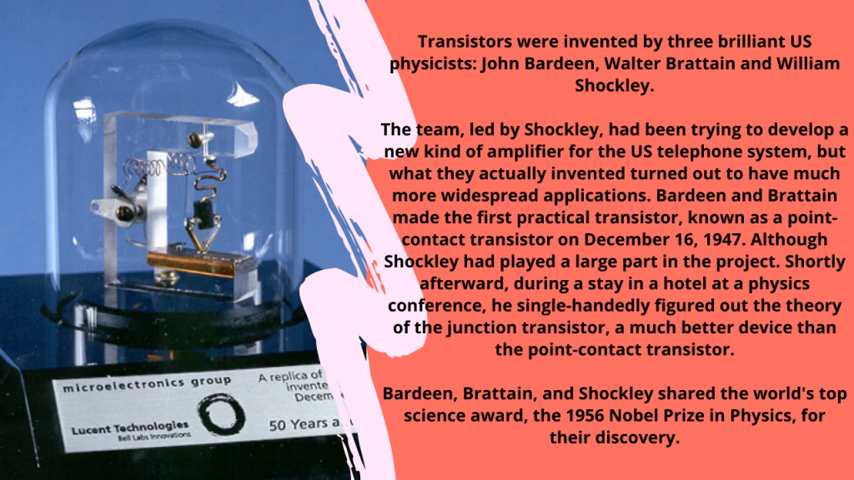 Transistors were invented by three brilliant US
physicists: John Bardeen, Walter Brattain and William
Shockley.
The team, led by Shockley, had been trying to develop a
new kind of amplifier for the US telephone system, but
what they actually invented turned out to have much
more widespread applications. Bardeen and Brattain
made the first practical transistor, known as a point-
contact transistor on December 16, 1947. Although
Shockley had played a large part in the project. Shortly
afterward, during a stay in a hotel at a physics
conference, he single-handedly figured out the theory
of the junction transistor, a much better device than
the point-contact transistor.
Bardeen, Brattain, and Shockley shared the world's top
science award, the 1956 Nobel Prize in Physics, for
their discovery.
microelectronics group
Lucent Technologies
Bell Labs Innovations
A replica of
invente
Decem
50 Years a